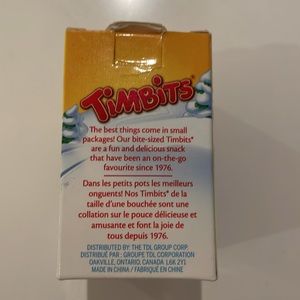 TimBits
The best things come in small
packages! Our bite-sized Timbits®
are a fun and delicious snack
that have been an on-the-go
favourite since 1976.
Dans les petits pots les meilleurs
onguents! Nos Timbits® de la
taille d'une bouchée sont une
collation sur le pouce délicieuse et
amusante et font la joie de
tous depuis 1976.
DISTRIBUTED BY: THE TDL GROUP CORP.
DISTRIBUÉ PAR : GROUPE TDL CORPORATION
OAKVILLE, ONTARIO, CANADA L6K 2Y1
MADE IN CHINA / FABRIQUÉ EN CHINE